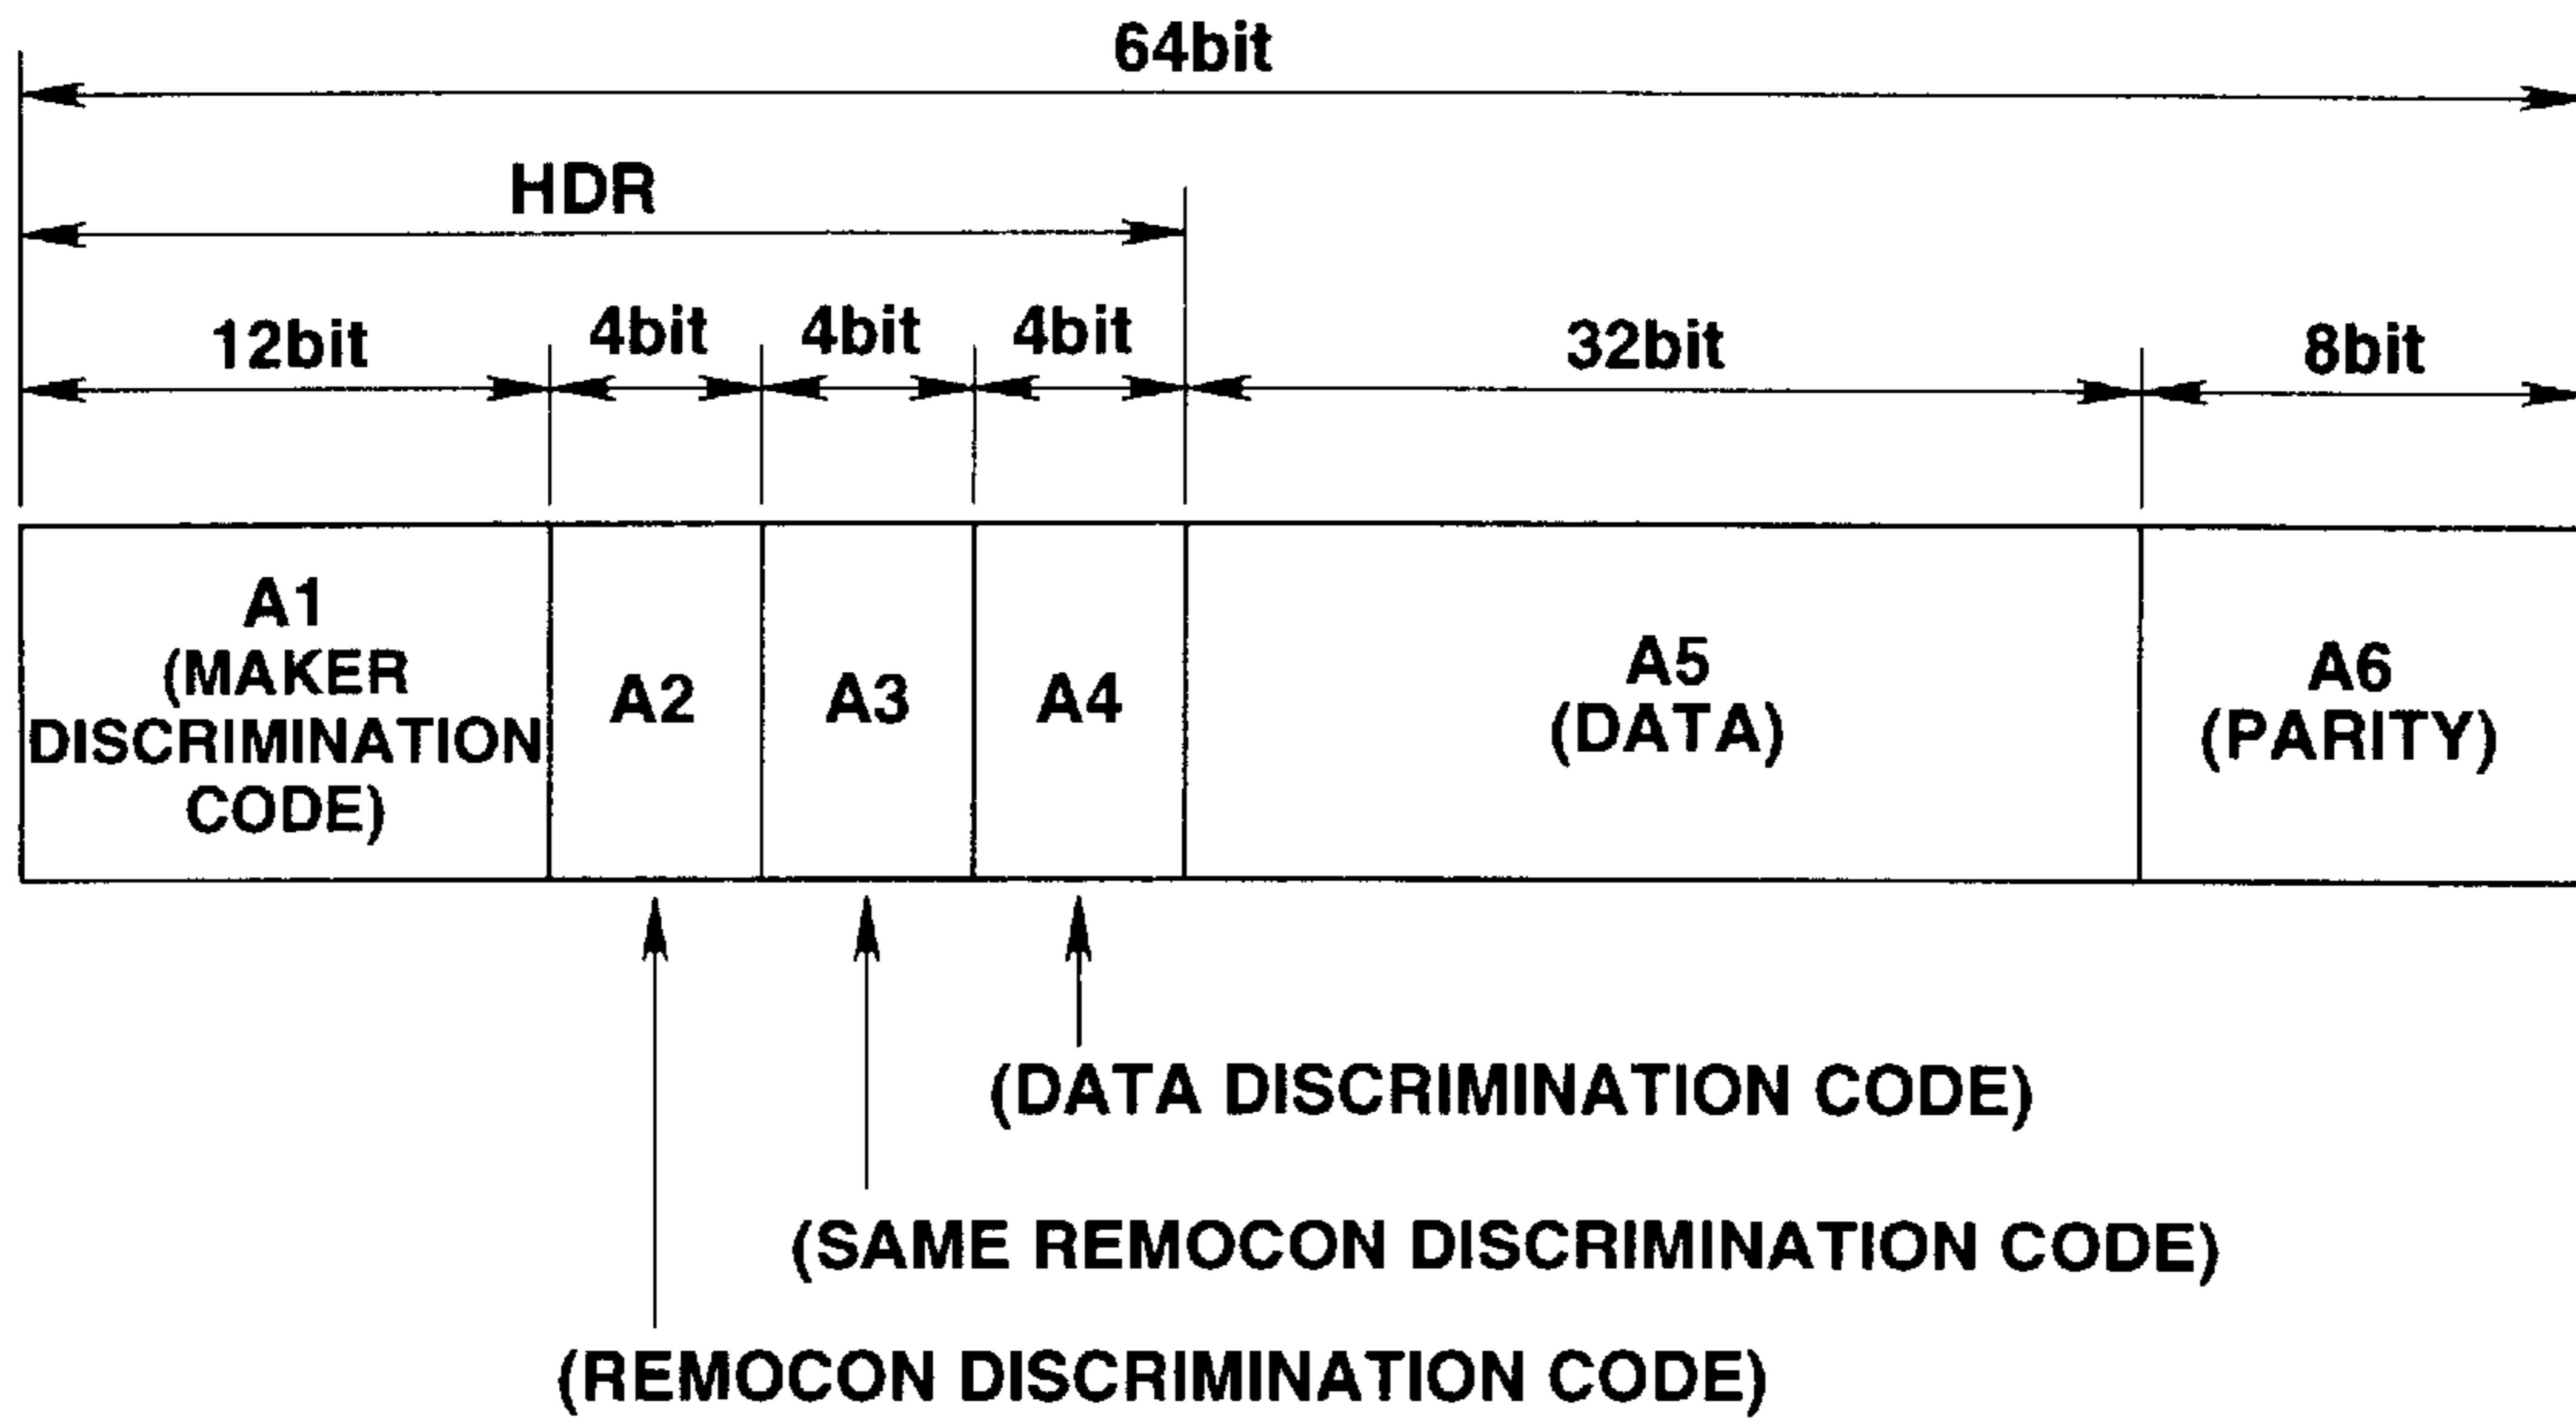 64bit
HDR
12bit
4bit
4bit
4bit
32bit
8bit
A1
(MAKER
DISCRIMINATION
CODE)
A2
A3
A4
A5
(DATA)
A6
(PARITY)
(DATA DISCRIMINATION CODE)
(SAME REMOCON DISCRIMINATION CODE)
(REMOCON DISCRIMINATION CODE)